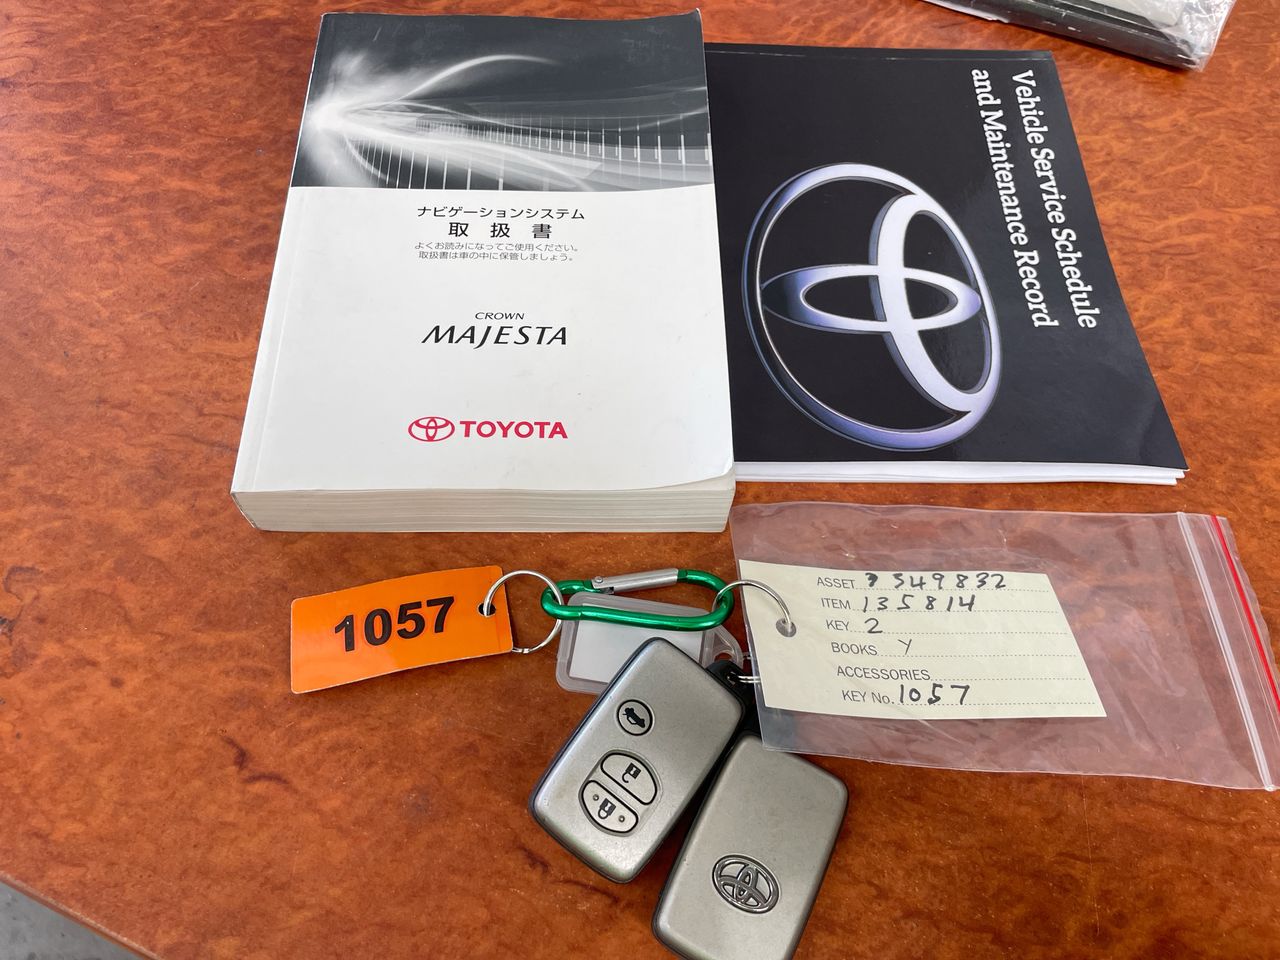 ナビゲーションシステム
取扱書
よくお読みになってご使用ください。
取扱書は車の中に保管しましょう。
CROWN
MAJESTA
TOYOTA
Vehicle Service Schedule
and Maintenance Record
1057
ASSET 7549832
ITEM 135814
KEY 2
BOOKS Y
ACCESSORIES
KEY No. 1057